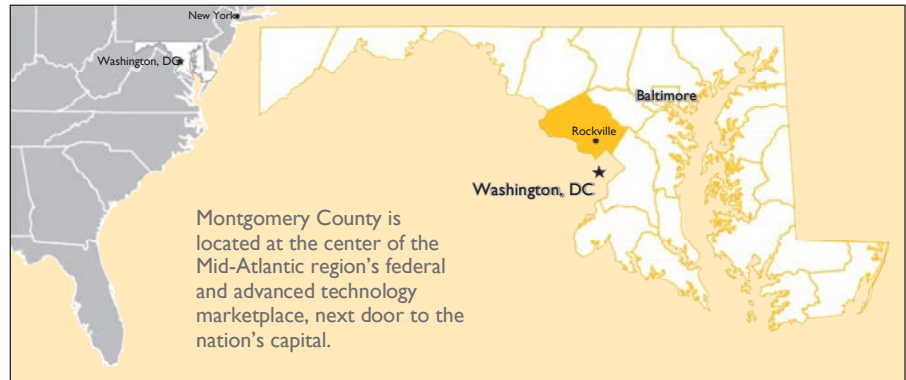 New York
Washington, DC
Baltimore
Rockville
Washington, DC
Montgomery County is
located at the center of the
Mid-Atlantic region’s federal
and advanced technology
marketplace, next door to the
nation’s capital.